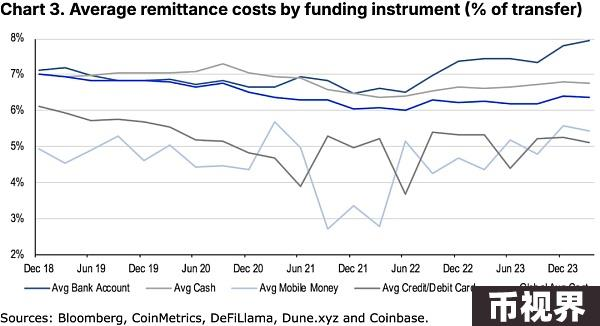 Chart 3. Average remittance costs by funding instrument (% of transfer)
8%
7%
6%
5%
4%
3%
2%
Dec 18 Jun 19 Dec 19 Jun 20 Dec 20 Jun 21 Dec 21 Jun 22 Dec 22 Jun 23 Dec 23
Avg Bank Account Avg Cash Avg Mobile Money Avg Credit/Debit Card
币视界
Sources: Bloomberg, CoinMetrics, DeFiLlama, Dune.xyz and Coinbase.